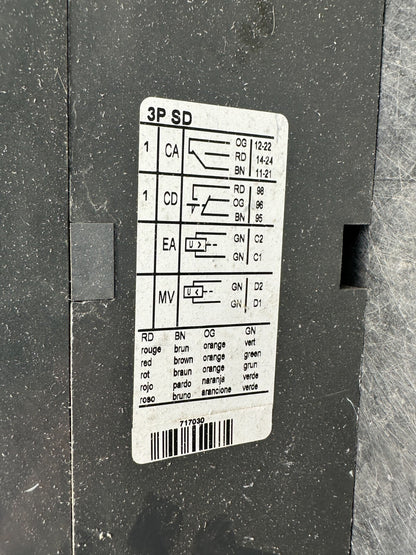 3P SD
1 CA OG 12-22
RD 14-24
BN 11-21
1 CD RD 98
OG 96
BN 95
EA U > GN C2
GN C1
MV U < GN D2
GN D1
RD BN OG GN
rouge brun orange vert
red brown orange green
rot braun orange grun
rojo pardo naranja verde
roso bruno arancione verde
717030